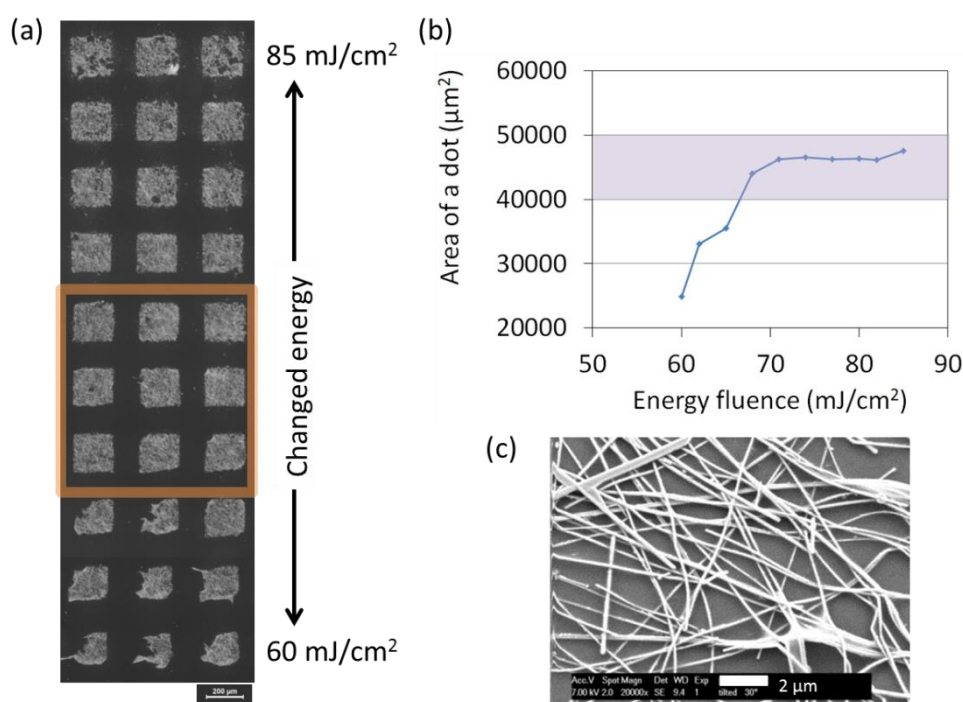 (a)
85 mJ/cm²
Changed energy
60 mJ/cm²
200 µm
(b)
Area of a dot (µm²)
60000
50000
40000
30000
20000
50 60 70 80 90
Energy fluence (mJ/cm²)
(c)
Acc.V Spot Magn Det WD Exp
7.00 kV 2.0 20000x SE 9.4 1 tilted 30°
2 µm